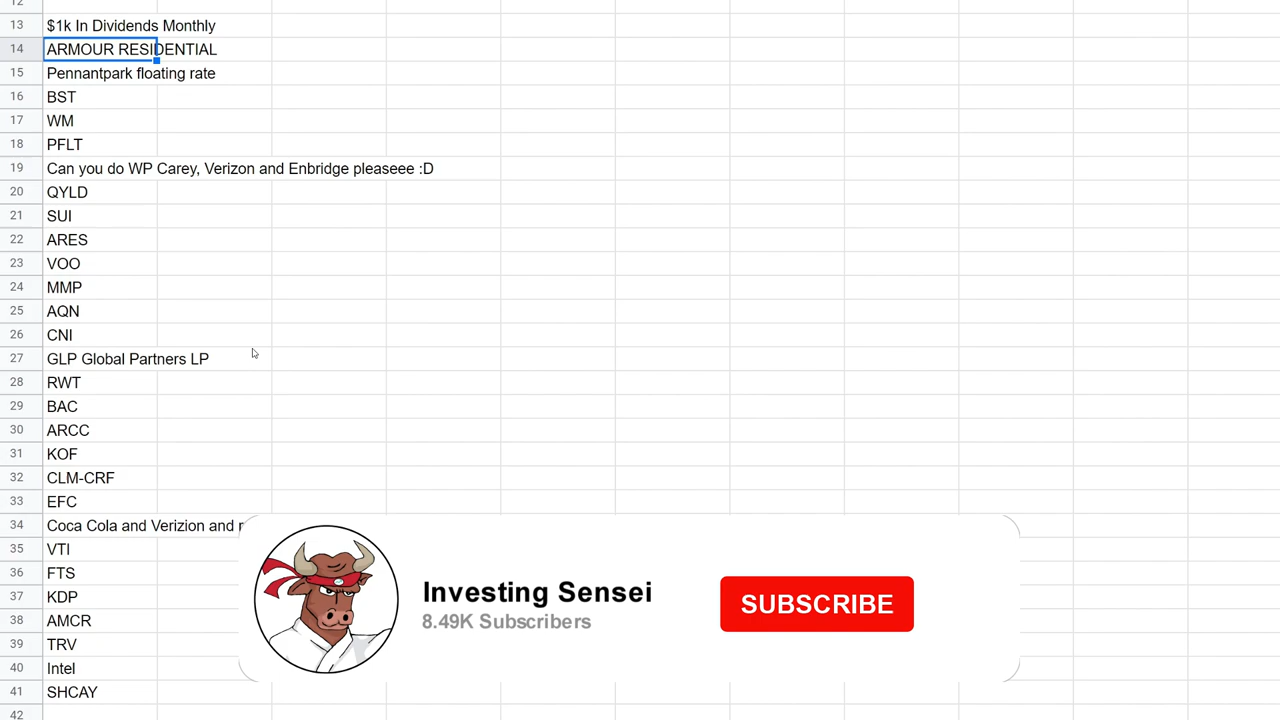 12
13 $1k In Dividends Monthly
14 ARMOUR RESIDENTIAL
15 Pennantpark floating rate
16 BST
17 WM
18 PFLT
19 Can you do WP Carey, Verizon and Enbridge pleaseee :D
20 QYLD
21 SUI
22 ARES
23 VOO
24 MMP
25 AQN
26 CNI
27 GLP Global Partners LP
28 RWT
29 BAC
30 ARCC
31 KOF
32 CLM-CRF
33 EFC
34 Coca Cola and Verizion and
35 VTI
36 FTS
37 KDP
38 AMCR
39 TRV
40 Intel
41 SHCAY
42
Investing Sensei
8.49K Subscribers
SUBSCRIBE